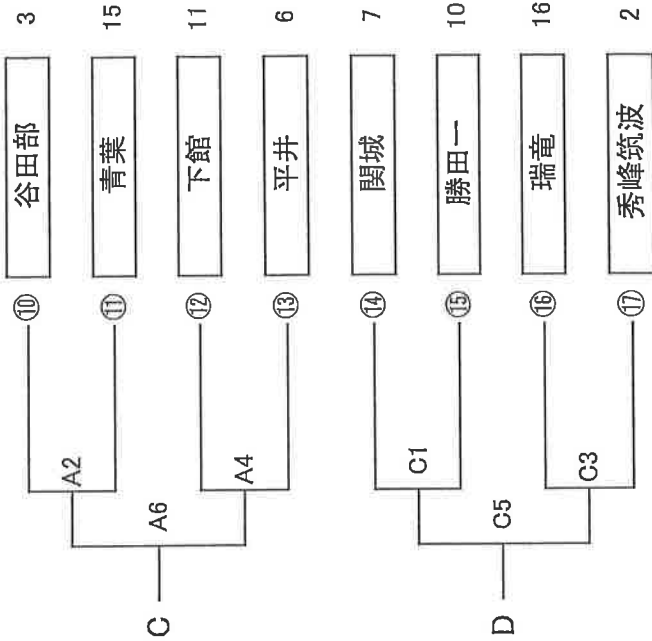 ⑩ 谷田部 3
A2
⑪ 青葉 15
A6
⑫ 下館 11
A4
⑬ 平井 6
C
⑭ 関城 7
C1
⑮ 勝田一 10
C5
⑯ 瑞竜 16
C3
⑰ 秀峰筑波 2
D